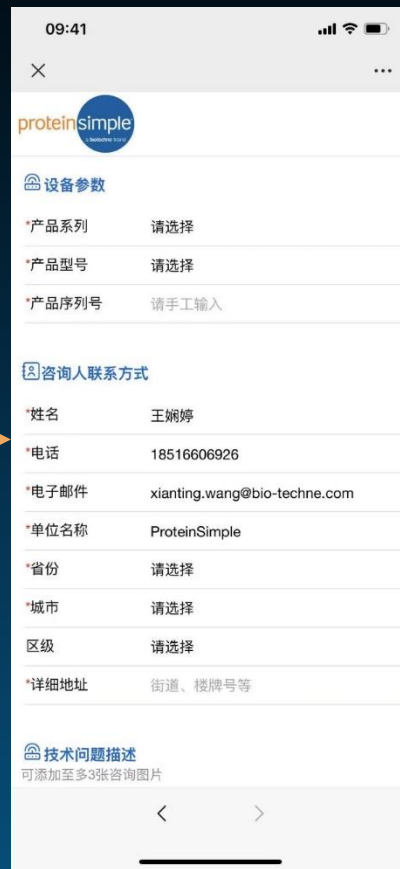 09:41
proteinsimple
a biotechne brand
设备参数
*产品系列 请选择
*产品型号 请选择
*产品序列号 请手工输入
咨询人联系方式
*姓名 王娴婷
*电话 18516606926
*电子邮件 xianting.wang@bio-techne.com
*单位名称 ProteinSimple
*省份 请选择
*城市 请选择
区级 请选择
*详细地址 街道、楼牌号等
技术问题描述
可添加至多3张咨询图片